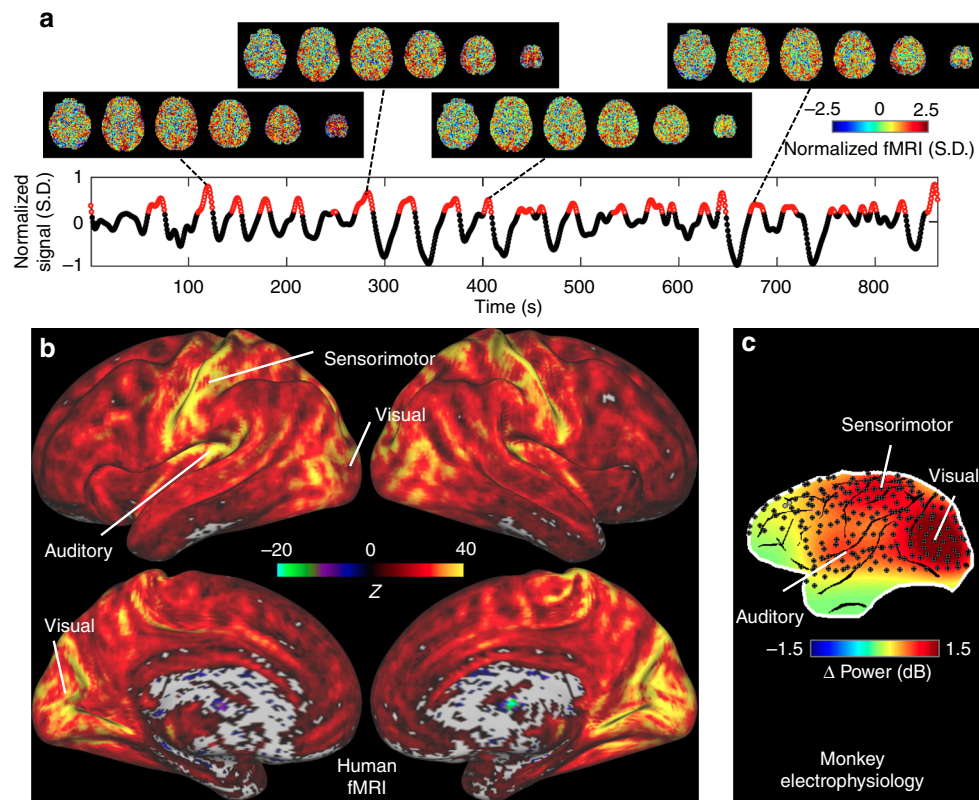 a
−2.5 0 2.5
Normalized fMRI (S.D.)
Normalized
signal (S.D.)
1
0
−1
100 200 300 400 500 600 700 800
Time (s)
b
Sensorimotor
Visual
Auditory
−20 0 40
Z
Visual
Human
fMRI
c
Sensorimotor
Visual
Auditory
−1.5 1.5
Δ Power (dB)
Monkey
electrophysiology